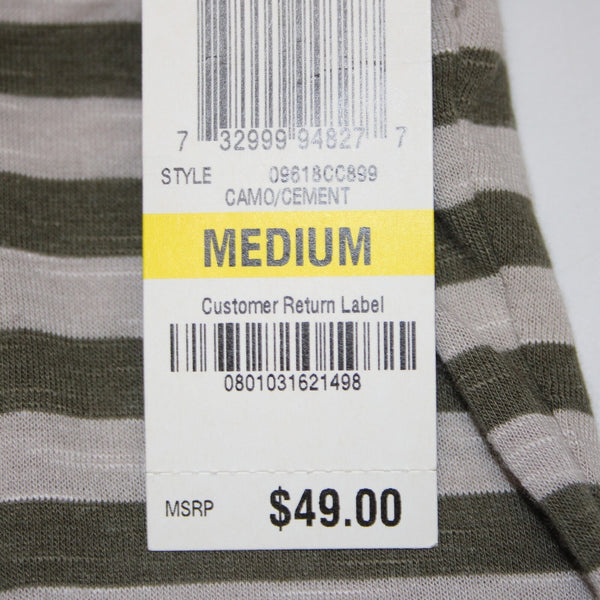 7 32999 94827 7
STYLE 09618CC899
CAMO/CEMENT
MEDIUM
Customer Return Label
0801031621498
MSRP $49.00